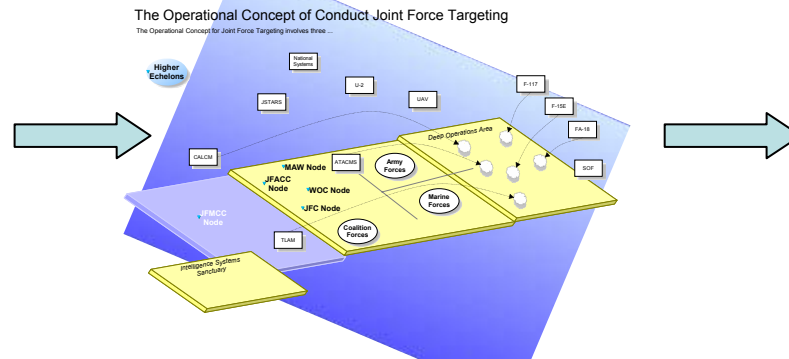 The Operational Concept of Conduct Joint Force Targeting
The Operational Concept for Joint Force Targeting involves three ...
Higher
Echelons
National
Systems
U-2
JSTARS
UAV
F-117
F-15E
FA-18
SOF
Deep Operations Area
CALCM
MAW Node
ATACMS
Army
Forces
JFACC
Node
WOC Node
JFC Node
Marine
Forces
JFMCC
Node
Coalition
Forces
TLAM
Intelligence Systems
Sanctuary